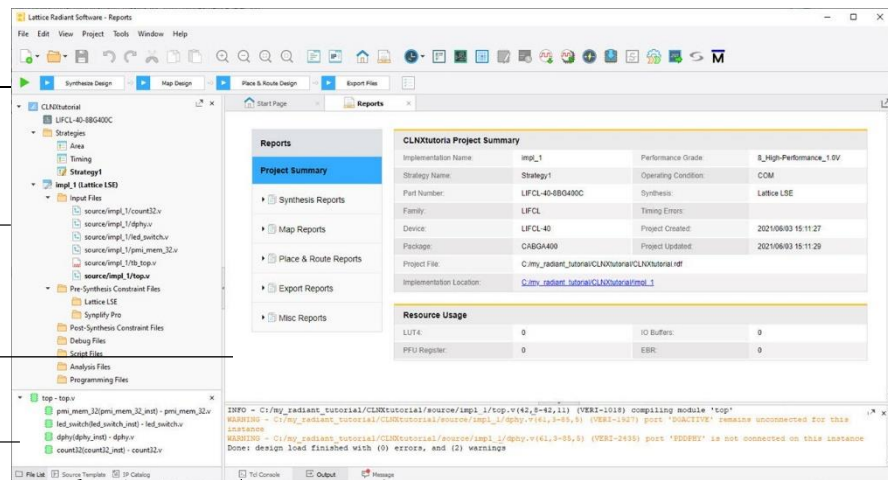 Lattice Radiant Software - Reports
File Edit View Project Tools Window Help
Synthesize Design Map Design Place & Route Design Export Files
Start Page Reports
CLNXtutorial
LIFCL-40-8BG400C
Strategies
Area
Timing
Strategy1
impl_1 (Lattice LSE)
Input Files
source/impl_1/count32.v
source/impl_1/dphy.v
source/impl_1/led_switch.v
source/impl_1/pmi_mem_32.v
source/impl_1/tb_top.v
source/impl_1/top.v
Pre-Synthesis Constraint Files
Lattice LSE
Synplify Pro
Post-Synthesis Constraint Files
Debug Files
Script Files
Analysis Files
Programming Files
top - top.v
pmi_mem_32(pmi_mem_32_inst) - pmi_mem_32.v
led_switch(led_switch_inst) - led_switch.v
dphy(dphy_inst) - dphy.v
count32(count32_inst) - count32.v
File List Source Template IP Catalog
Reports
Project Summary
Synthesis Reports
Map Reports
Place & Route Reports
Export Reports
Misc Reports
CLNXtutoria Project Summary
Implementation Name: impl_1 Performance Grade: 8_High-Performance_1.0V
Strategy Name: Strategy1 Operating Condition: COM
Part Number: LIFCL-40-8BG400C Synthesis: Lattice LSE
Family: LIFCL Timing Errors:
Device: LIFCL-40 Project Created: 2021/06/03 15:11:27
Package: CABGA400 Project Updated: 2021/06/03 15:11:29
Project File: C:/my_radiant_tutorial/CLNXtutorial/CLNXtutorial.rdf
Implementation Location: C:/my_radiant_tutorial/CLNXtutorial/impl_1
Resource Usage
LUT4: 0 IO Buffers: 0
PFU Register: 0 EBR: 0
INFO - C:/my_radiant_tutorial/CLNXtutorial/source/impl_1/top.v(42,8-42,11) (VERI-1018) compiling module 'top'
WARNING - C:/my_radiant_tutorial/CLNXtutorial/source/impl_1/dphy.v(61,3-85,5) (VERI-1927) port remains unconnected for this
instance
WARNING - C:/my_radiant_tutorial/CLNXtutorial/source/impl_1/dphy.v(61,3-85,5) is not connected on this instance
Done: design load finished with (0) errors, and (2) warnings
Tcl Console Output Message